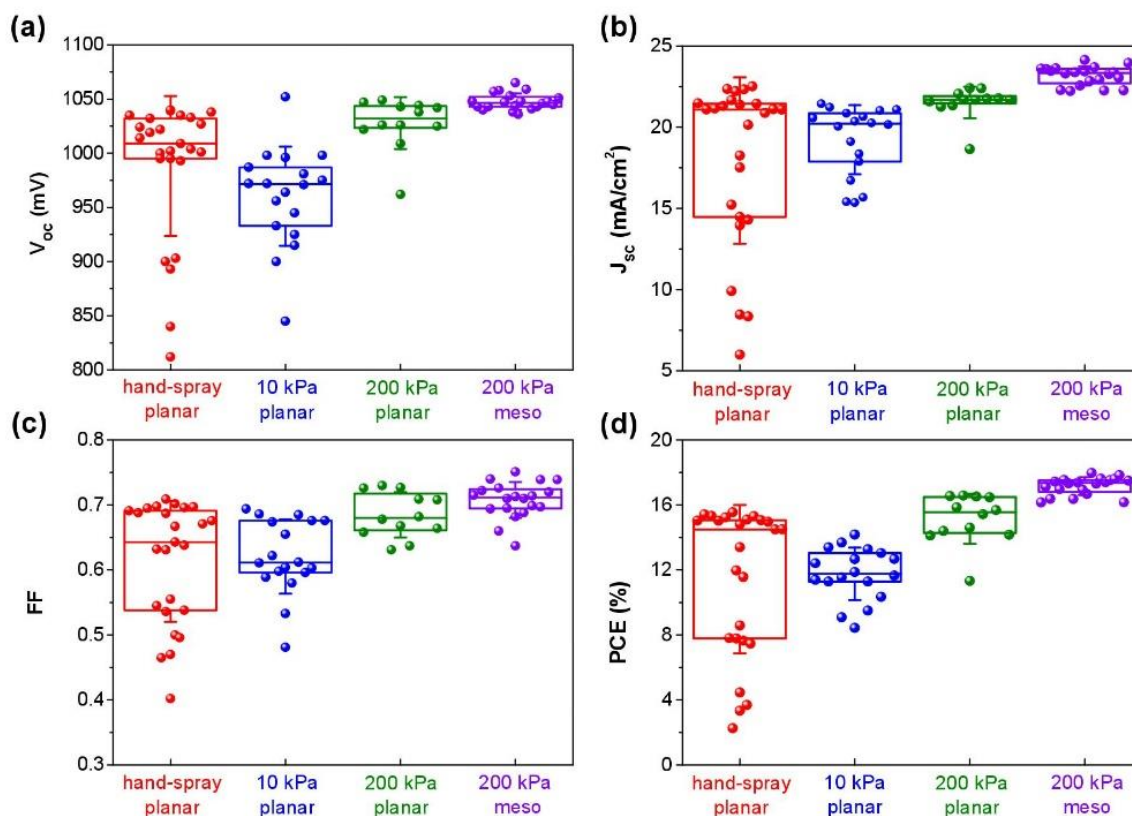 (a)
1100
1050
1000
950
900
850
800
V_oc (mV)
hand-spray planar
10 kPa planar
200 kPa planar
200 kPa meso
(b)
25
20
15
10
5
J_sc (mA/cm²)
hand-spray planar
10 kPa planar
200 kPa planar
200 kPa meso
(c)
0.8
0.7
0.6
0.5
0.4
0.3
FF
hand-spray planar
10 kPa planar
200 kPa planar
200 kPa meso
(d)
20
16
12
8
4
0
PCE (%)
hand-spray planar
10 kPa planar
200 kPa planar
200 kPa meso